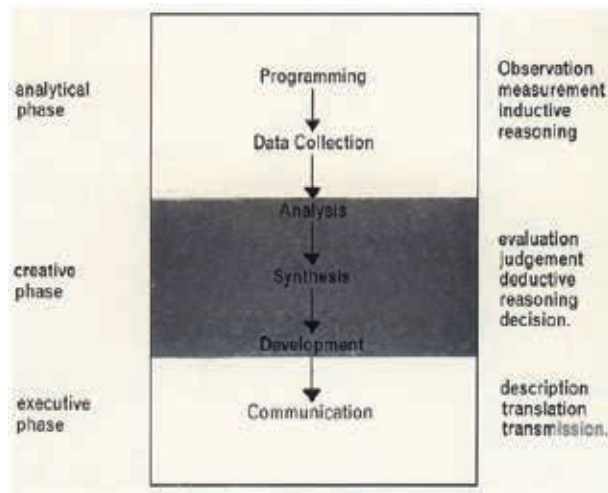 analytical
phase
Programming
Data Collection
Observation
measurement
inductive
reasoning
creative
phase
Analysis
Synthesis
Development
evaluation
judgement
deductive
reasoning
decision.
executive
phase
Communication
description
translation
transmission.